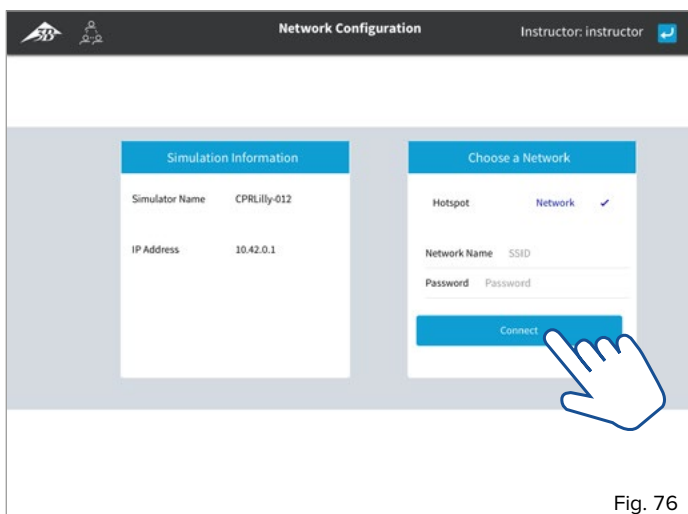 3B
Network Configuration
Instructor: instructor
Simulation Information
Simulator Name CPRLilly-012
IP Address 10.42.0.1
Choose a Network
Hotspot Network ✓
Network Name SSID
Password Password
Connect
Fig. 76